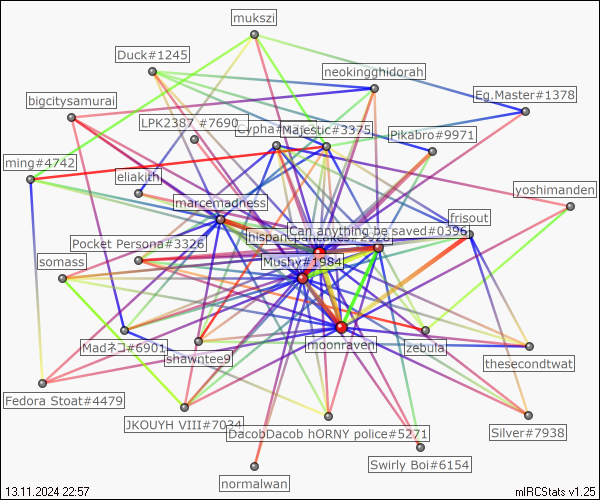 mukszi
Duck#1245
neokingghidorah
Eg.Master#1378
bigcitysamurai
LPK2387 #7690
Cypha#
Majestic#3375
Pikabro#9971
ming#4742
eliakith
yoshimanden
marcemadness
frisout
Can anything be saved#0396
Pocket Persona#3326
Mushy#1984
somass
moonraven
zebulal
Madネコ#6901
shawntee9
thesecondtwat
Fedora Stoat#4479
JKOUYH VIII#7034
DacobDacob hORNY police#5271
Silver#7938
Swirly Boi#6154
normalwan
13.11.2024 22:57
mIRCStats v1.25